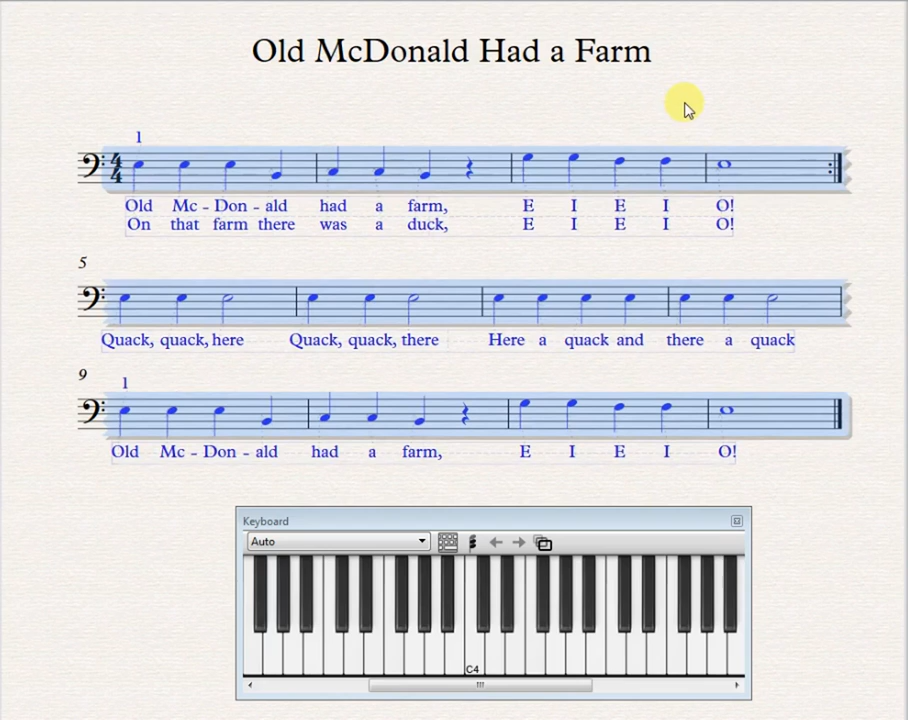 Old McDonald Had a Farm
1
4
4
Old Mc - Don - ald had a farm, E I E I O!
On that farm there was a duck, E I E I O!
5
Quack, quack, here Quack, quack, there Here a quack and there a quack
9
1
Old Mc - Don - ald had a farm, E I E I O!
Keyboard
Auto
C4